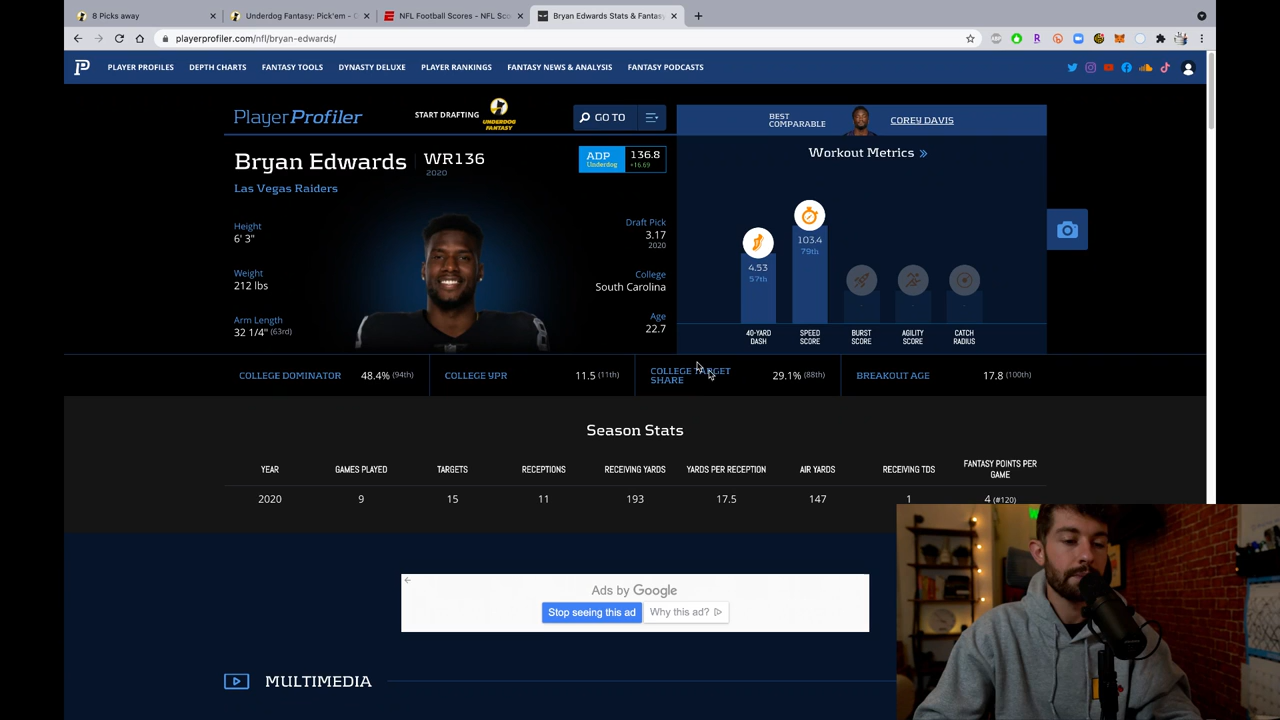 8 Picks away
Underdog Fantasy: Pick'em - C
NFL Football Scores - NFL Sco
Bryan Edwards Stats & Fantasy
playerprofiler.com/nfl/bryan-edwards/
PLAYER PROFILES DEPTH CHARTS FANTASY TOOLS DYNASTY DELUXE PLAYER RANKINGS FANTASY NEWS & ANALYSIS FANTASY PODCASTS
PlayerProfiler
START DRAFTING
UNDERDOG
FANTASY
GO TO
BEST
COMPARABLE
COREY DAVIS
Bryan Edwards
WR136
2020
ADP
Underdog
136.8
+16.69
Workout Metrics
Las Vegas Raiders
Height
6' 3"
Weight
212 lbs
Arm Length
32 1/4" (63rd)
Draft Pick
3.17
2020
College
South Carolina
Age
22.7
4.53
57th
103.4
79th
40-YARD
DASH
SPEED
SCORE
BURST
SCORE
AGILITY
SCORE
CATCH
RADIUS
COLLEGE DOMINATOR 48.4% (94th)
COLLEGE YPR 11.5 (11th)
COLLEGE TARGET
SHARE
29.1% (88th)
BREAKOUT AGE 17.8 (100th)
Season Stats
YEAR GAMES PLAYED TARGETS RECEPTIONS RECEIVING YARDS YARDS PER RECEPTION AIR YARDS RECEIVING TDS FANTASY POINTS PER
GAME
2020 9 15 11 193 17.5 147 1 4 (#120)
Ads by Google
Stop seeing this ad
Why this ad?
MULTIMEDIA